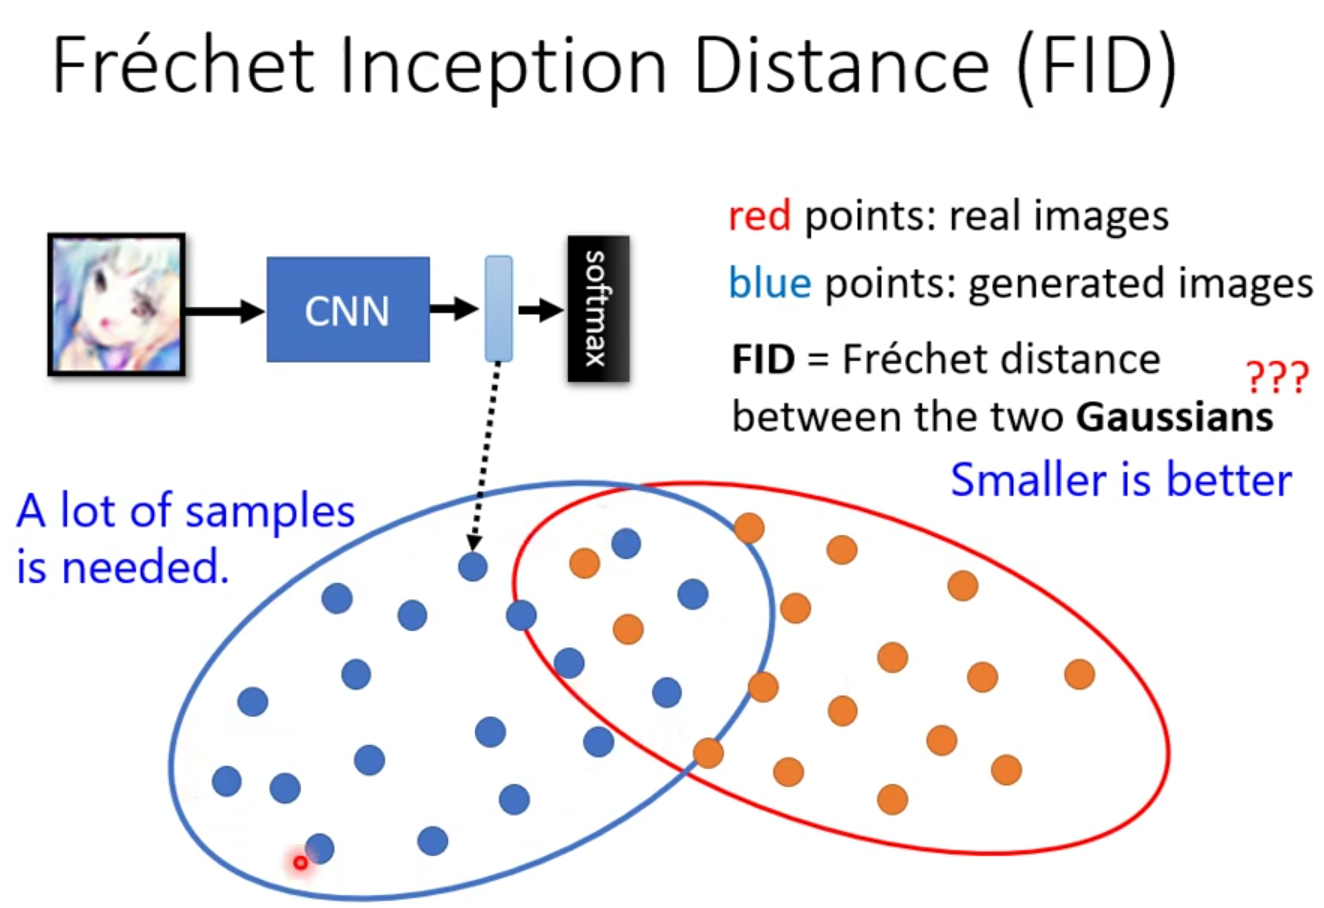 Fréchet Inception Distance (FID)
CNN
softmax
red points: real images
blue points: generated images
FID = Fréchet distance
between the two Gaussians
???
Smaller is better
A lot of samples
is needed.